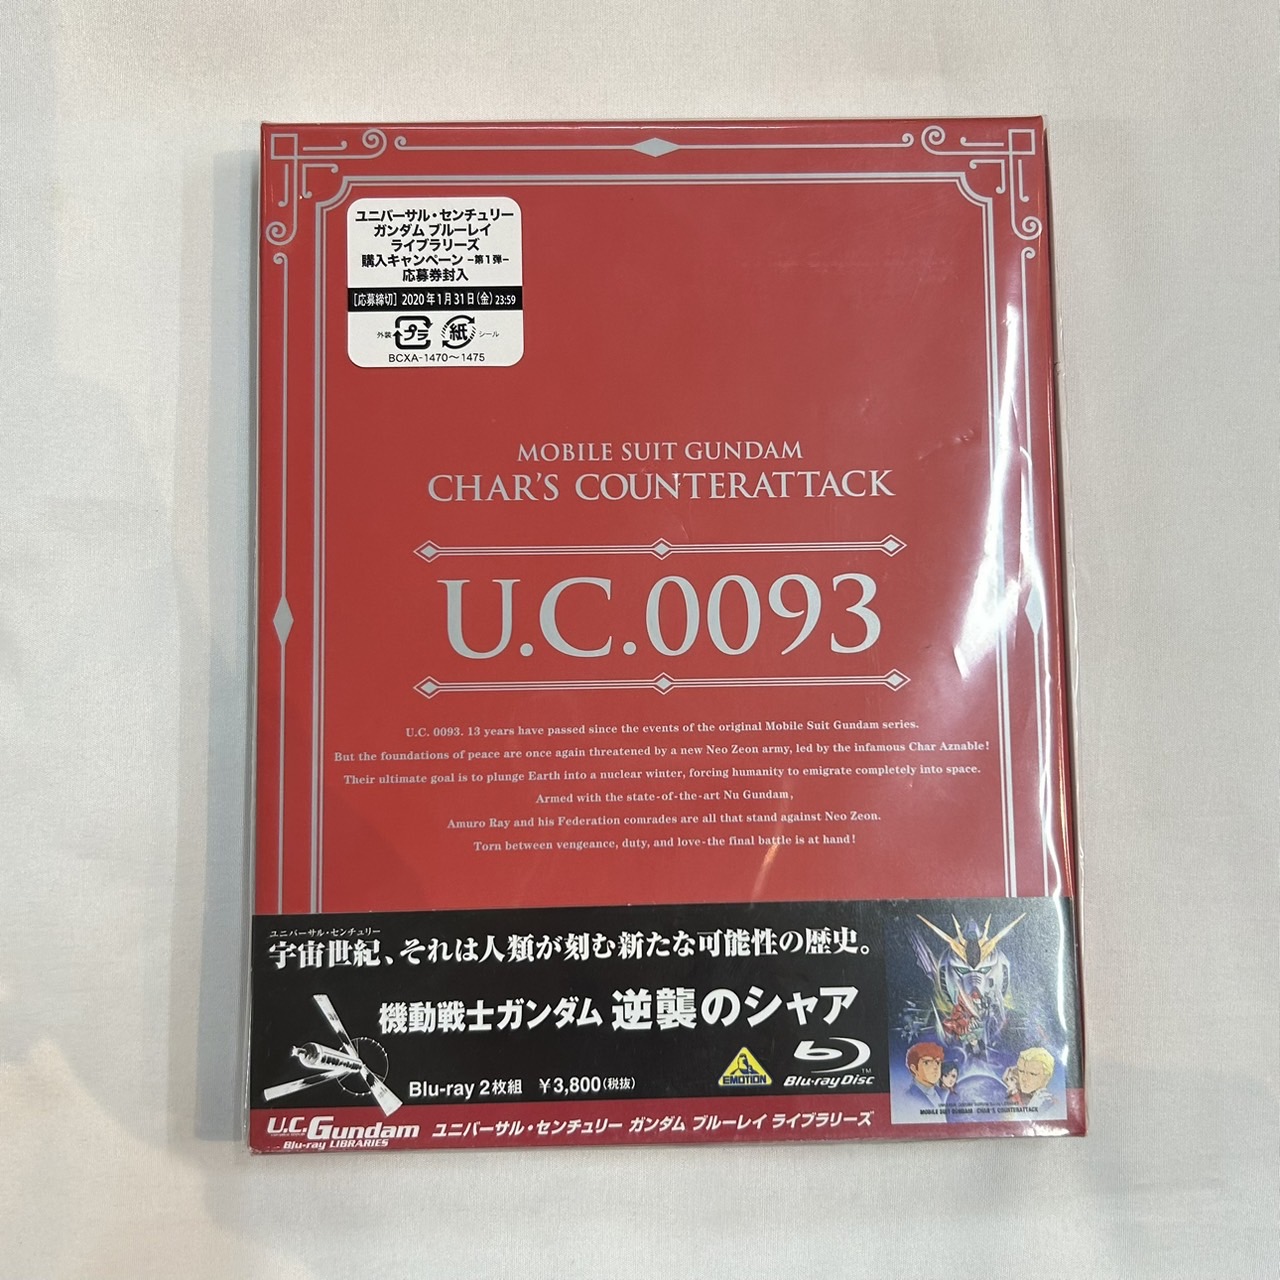 ユニバーサル・センチュリー
ガンダム ブルーレイ
ライブラリーズ
購入キャンペーン -第1弾-
応募券封入
[応募締切] 2020年1月31日(金) 23:59
外装 プラ 紙 シール
BCXA-1470～1475
MOBILE SUIT GUNDAM
CHAR'S COUNTERATTACK
U.C.0093
U.C. 0093. 13 years have passed since the events of the original Mobile Suit Gundam series.
But the foundations of peace are once again threatened by a new Neo Zeon army, led by the infamous Char Aznable!
Their ultimate goal is to plunge Earth into a nuclear winter, forcing humanity to emigrate completely into space.
Armed with the state-of-the-art Nu Gundam,
Amuro Ray and his Federation comrades are all that stand against Neo Zeon.
Torn between vengeance, duty, and love-the final battle is at hand!
ユニバーサル・センチュリー
宇宙世紀、それは人類が刻む新たな可能性の歴史。
機動戦士ガンダム 逆襲のシャア
Blu-ray 2枚組 ￥3,800(税抜)
EMOTION
Blu-ray Disc TM
MOBILE SUIT GUNDAM CHAR'S COUNTERATTACK
U.C.Gundam
Blu-ray LIBRARIES
ユニバーサル・センチュリー ガンダム ブルーレイ ライブラリーズ